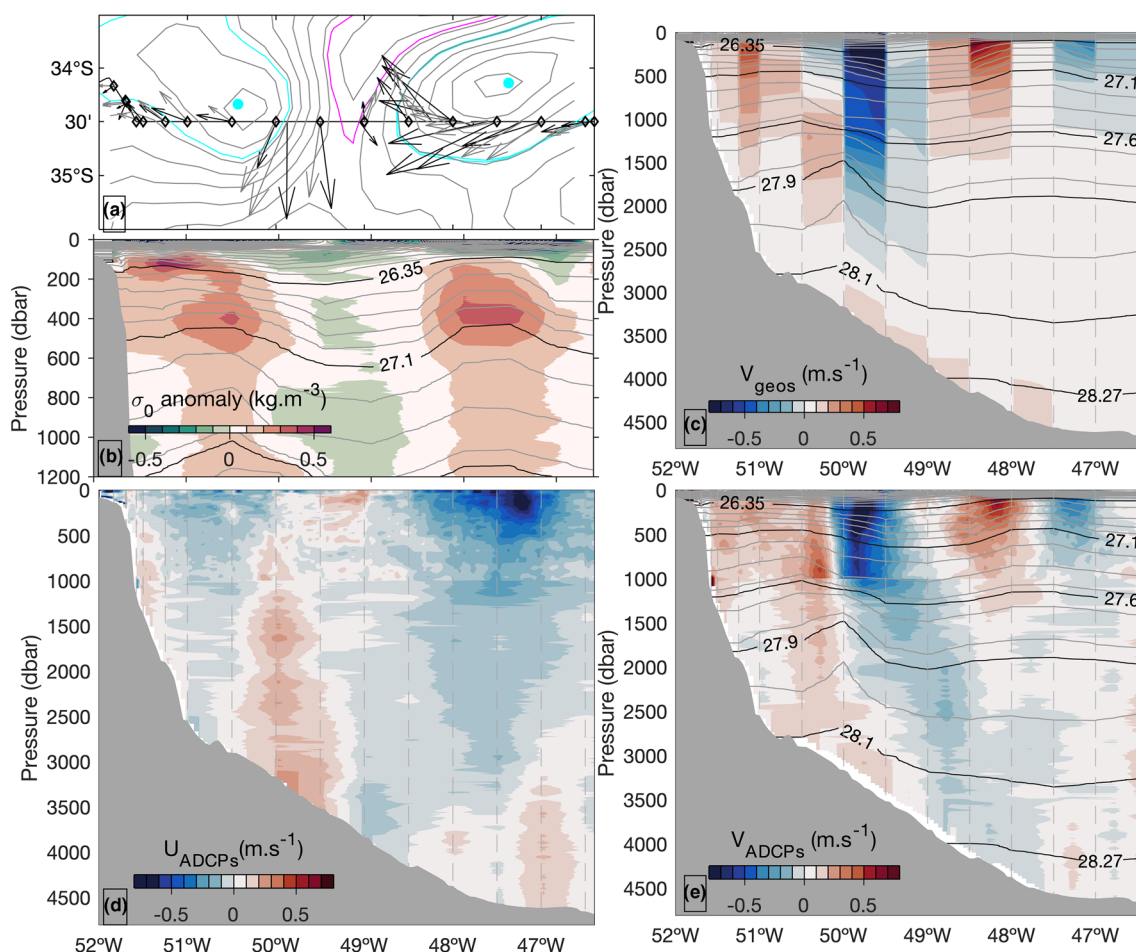 34°S
30'
35°S
(a)
Pressure (dbar)
0
200
400
600
800
1000
1200
26.35
27.1
σ0 anomaly (kg.m-3)
-0.5 0 0.5
(b)
Pressure (dbar)
0
500
1000
1500
2000
2500
3000
3500
4000
4500
26.35
27.1
27.6
27.9
28.1
28.27
Vgeos (m.s-1)
-0.5 0 0.5
(c)
52°W 51°W 50°W 49°W 48°W 47°W
Pressure (dbar)
0
500
1000
1500
2000
2500
3000
3500
4000
4500
UADCPs (m.s-1)
-0.5 0 0.5
(d)
52°W 51°W 50°W 49°W 48°W 47°W
Pressure (dbar)
0
500
1000
1500
2000
2500
3000
3500
4000
4500
26.35
27.1
27.6
27.9
28.1
28.27
VADCPs (m.s-1)
-0.5 0 0.5
(e)
52W 51W 50W 49W 48W 47W